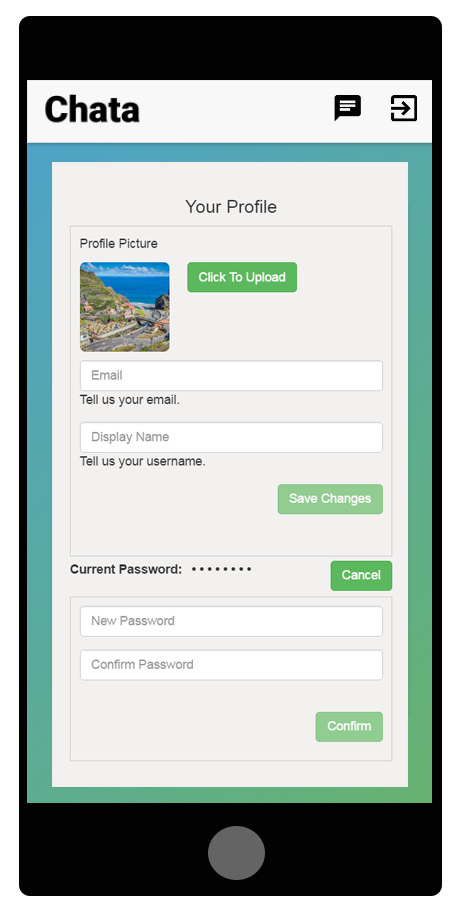 Chata
Your Profile
Profile Picture
Click To Upload
Email
Tell us your email.
Display Name
Tell us your username.
Save Changes
Current Password: ••••••••
Cancel
New Password
Confirm Password
Confirm